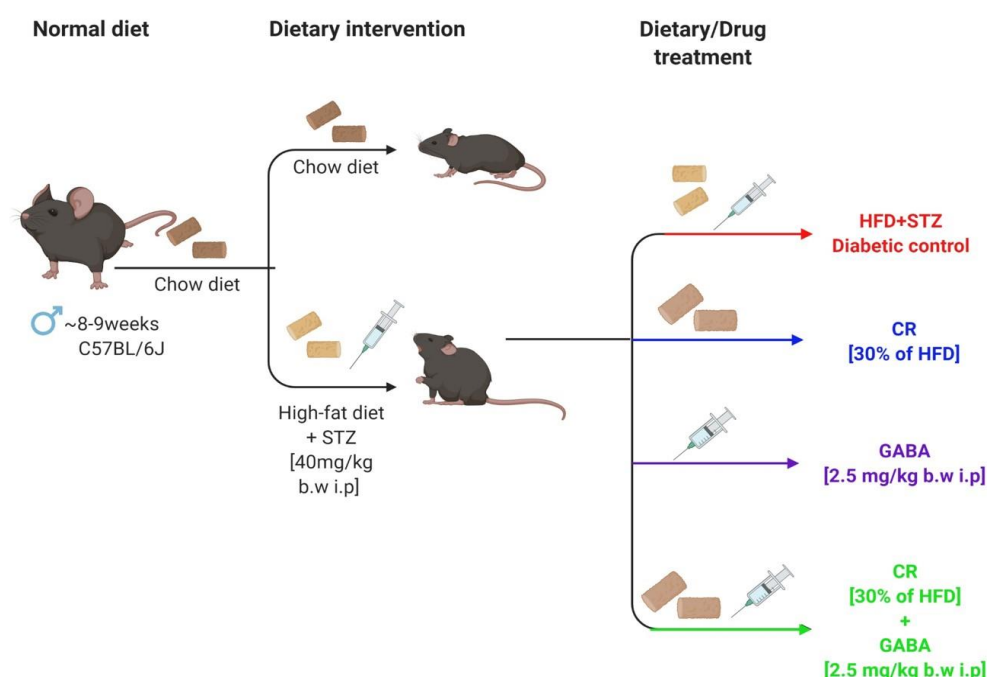 Normal diet
Dietary intervention
Dietary/Drug
treatment
Chow diet
Chow diet
~8-9weeks
C57BL/6J
High-fat diet
+ STZ
[40mg/kg
b.w i.p]
HFD+STZ
Diabetic control
CR
[30% of HFD]
GABA
[2.5 mg/kg b.w i.p]
CR
[30% of HFD]
+
GABA
[2.5 mg/kg b.w i.p]